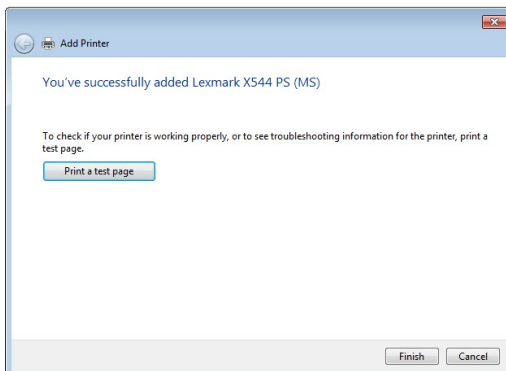 Add Printer
You've successfully added Lexmark X544 PS (MS)
To check if your printer is working properly, or to see troubleshooting information for the printer, print a
test page.
Print a test page
Finish Cancel